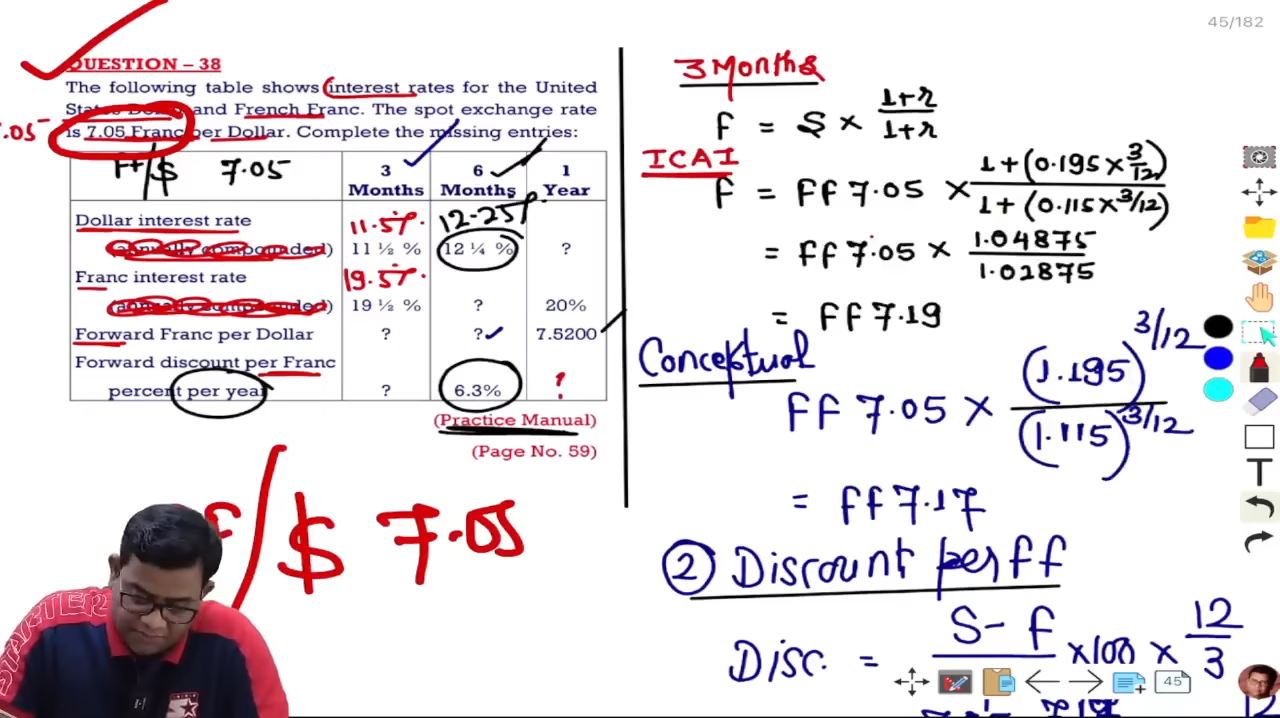 45/182
QUESTION – 38
The following table shows interest rates for the United
States Dollar and French Franc. The spot exchange rate
is 7.05 Franc per Dollar. Complete the missing entries:
7.05
FF/$ 7.05
3 Months
6 Months
1 Year
Dollar interest rate
11.5% 12.25%
(annually compounded) 11 ½ % 12 ¼ % ?
Franc interest rate
19.5%
(annually compounded) 19 ½ % ? 20%
Forward Franc per Dollar ? ? 7.5200
Forward discount per Franc
percent per year ? 6.3% ?
(Practice Manual)
(Page No. 59)
/$ 7.05
STARTER
3 Months
F = S × 1+r / 1+r
ICAI
F = FF 7.05 × 1+(0.195×3/12) / 1+(0.115×3/12)
= FF 7.05 × 1.04875 / 1.02875
= FF 7.19
Conceptual
FF 7.05 × (1.195)^3/12 / (1.115)^3/12
= FF 7.17
② Discount per FF
Disc. = S - F ×100 × 12/3
45